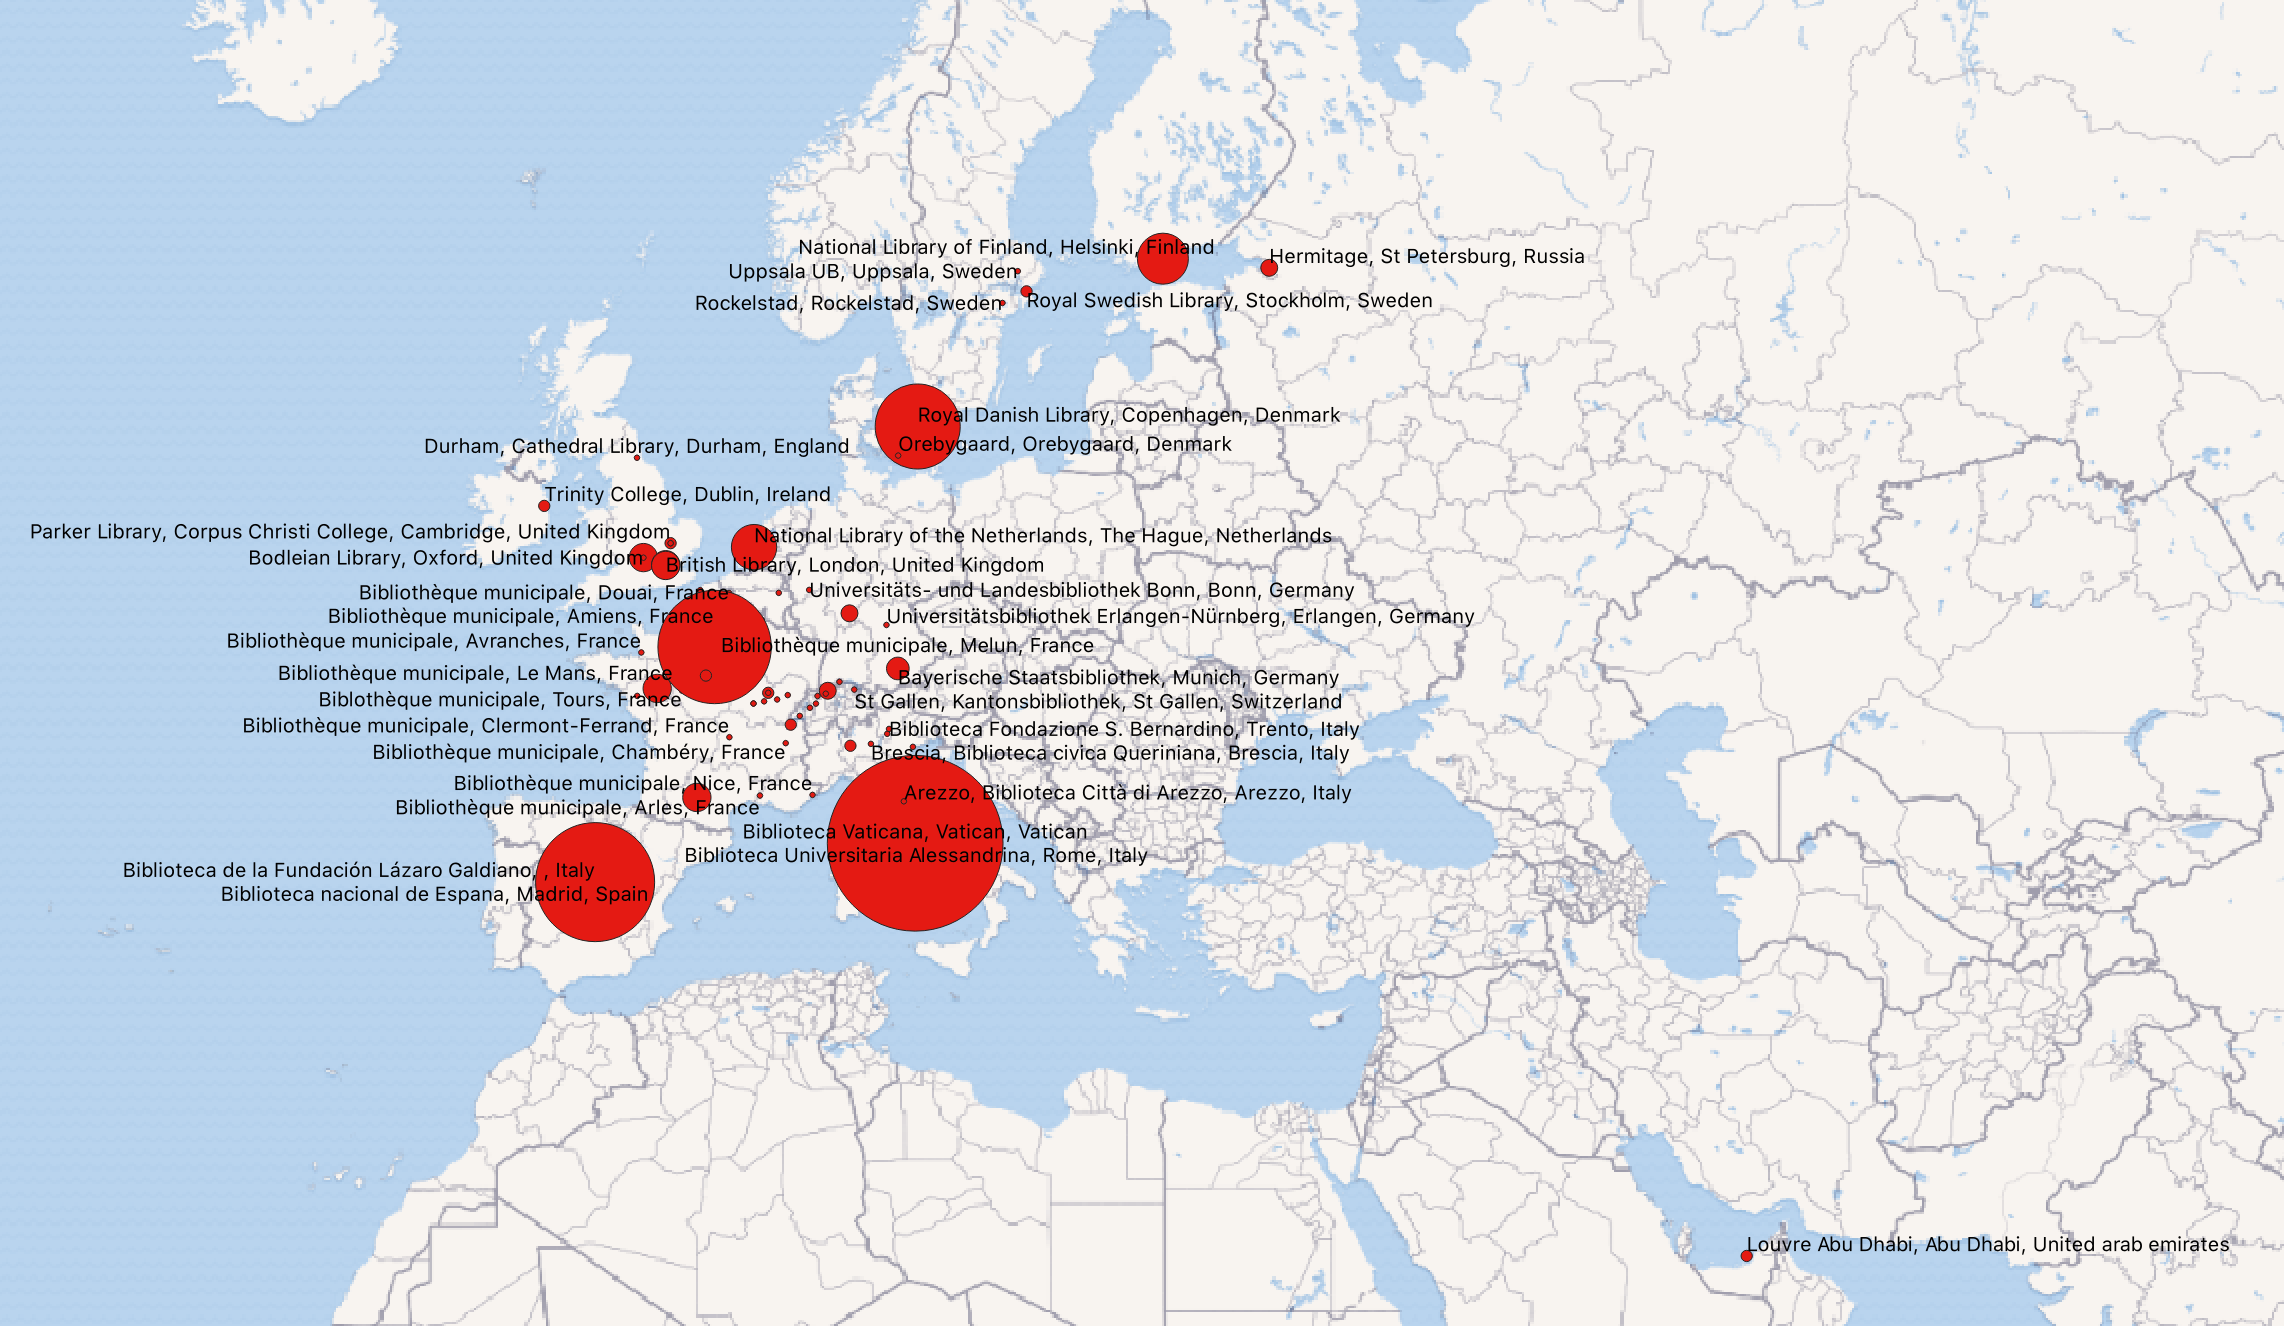 National Library of Finland, Helsinki, Finland
Hermitage, St Petersburg, Russia
Uppsala UB, Uppsala, Sweden
Rockelstad, Rockelstad, Sweden
Royal Swedish Library, Stockholm, Sweden
Royal Danish Library, Copenhagen, Denmark
Orebygaard, Orebygaard, Denmark
Durham, Cathedral Library, Durham, England
Trinity College, Dublin, Ireland
Parker Library, Corpus Christi College, Cambridge, United Kingdom
National Library of the Netherlands, The Hague, Netherlands
Bodleian Library, Oxford, United Kingdom
British Library, London, United Kingdom
Bibliothèque municipale, Douai, France
Universitäts- und Landesbibliothek Bonn, Bonn, Germany
Bibliothèque municipale, Amiens, France
Universitätsbibliothek Erlangen-Nürnberg, Erlangen, Germany
Bibliothèque municipale, Avranches, France
Bibliothèque municipale, Melun, France
Bibliothèque municipale, Le Mans, France
Bayerische Staatsbibliothek, Munich, Germany
Biblothèque municipale, Tours, France
St Gallen, Kantonsbibliothek, St Gallen, Switzerland
Bibliothèque municipale, Clermont-Ferrand, France
Biblioteca Fondazione S. Bernardino, Trento, Italy
Bibliothèque municipale, Chambéry, France
Brescia, Biblioteca civica Queriniana, Brescia, Italy
Bibliothèque municipale, Nice, France
Arezzo, Biblioteca Città di Arezzo, Arezzo, Italy
Bibliothèque municipale, Arles, France
Biblioteca Vaticana, Vatican, Vatican
Biblioteca Universitaria Alessandrina, Rome, Italy
Biblioteca de la Fundación Lázaro Galdiano, , Italy
Biblioteca nacional de Espana, Madrid, Spain
Louvre Abu Dhabi, Abu Dhabi, United arab emirates